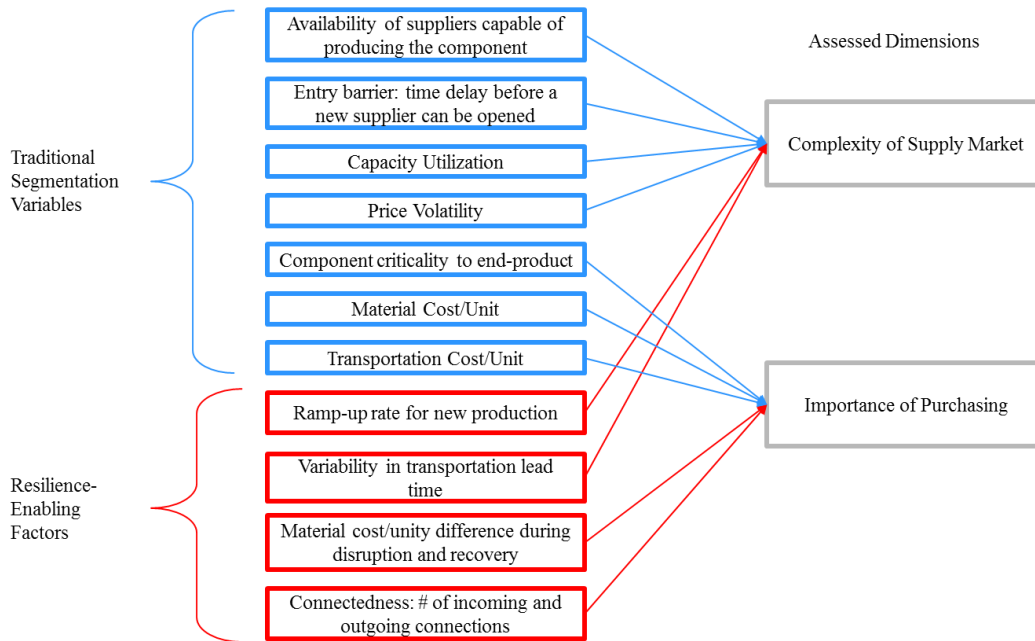 Traditional
Segmentation
Variables
Resilience-
Enabling
Factors
Availability of suppliers capable of
producing the component
Entry barrier: time delay before a
new supplier can be opened
Capacity Utilization
Price Volatility
Component criticality to end-product
Material Cost/Unit
Transportation Cost/Unit
Ramp-up rate for new production
Variability in transportation lead
time
Material cost/unity difference during
disruption and recovery
Connectedness: # of incoming and
outgoing connections
Assessed Dimensions
Complexity of Supply Market
Importance of Purchasing